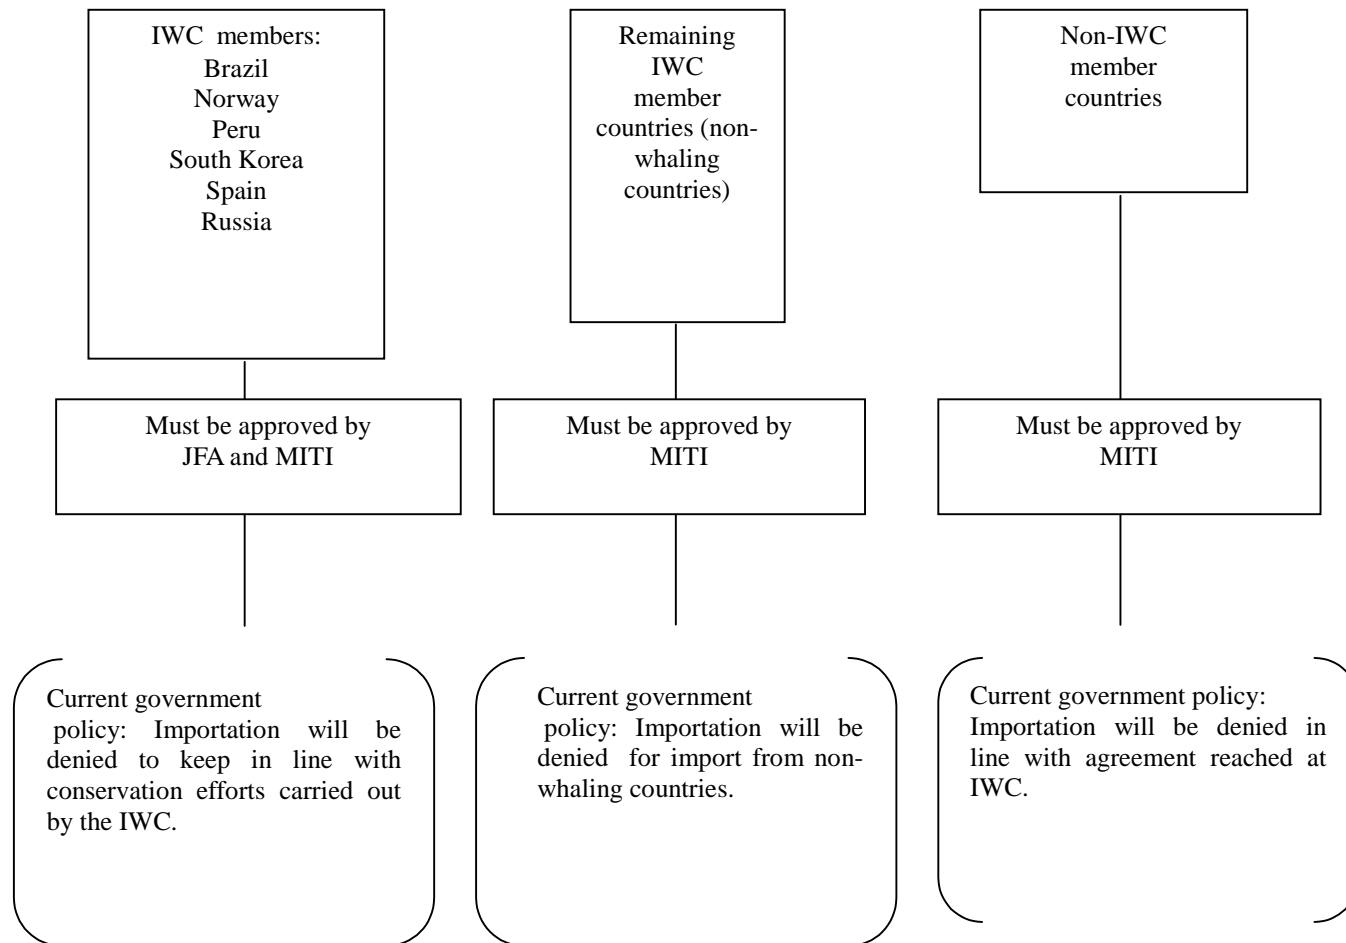 IWC members:
Brazil
Norway
Peru
South Korea
Spain
Russia
Remaining
IWC
member
countries (non-
whaling
countries)
Non-IWC
member
countries
Must be approved by
JFA and MITI
Must be approved by
MITI
Must be approved by
MITI
Current government
policy: Importation will be
denied to keep in line with
conservation efforts carried out
by the IWC.
Current government
policy: Importation will be
denied for import from non-
whaling countries.
Current government policy:
Importation will be denied in
line with agreement reached at
IWC.